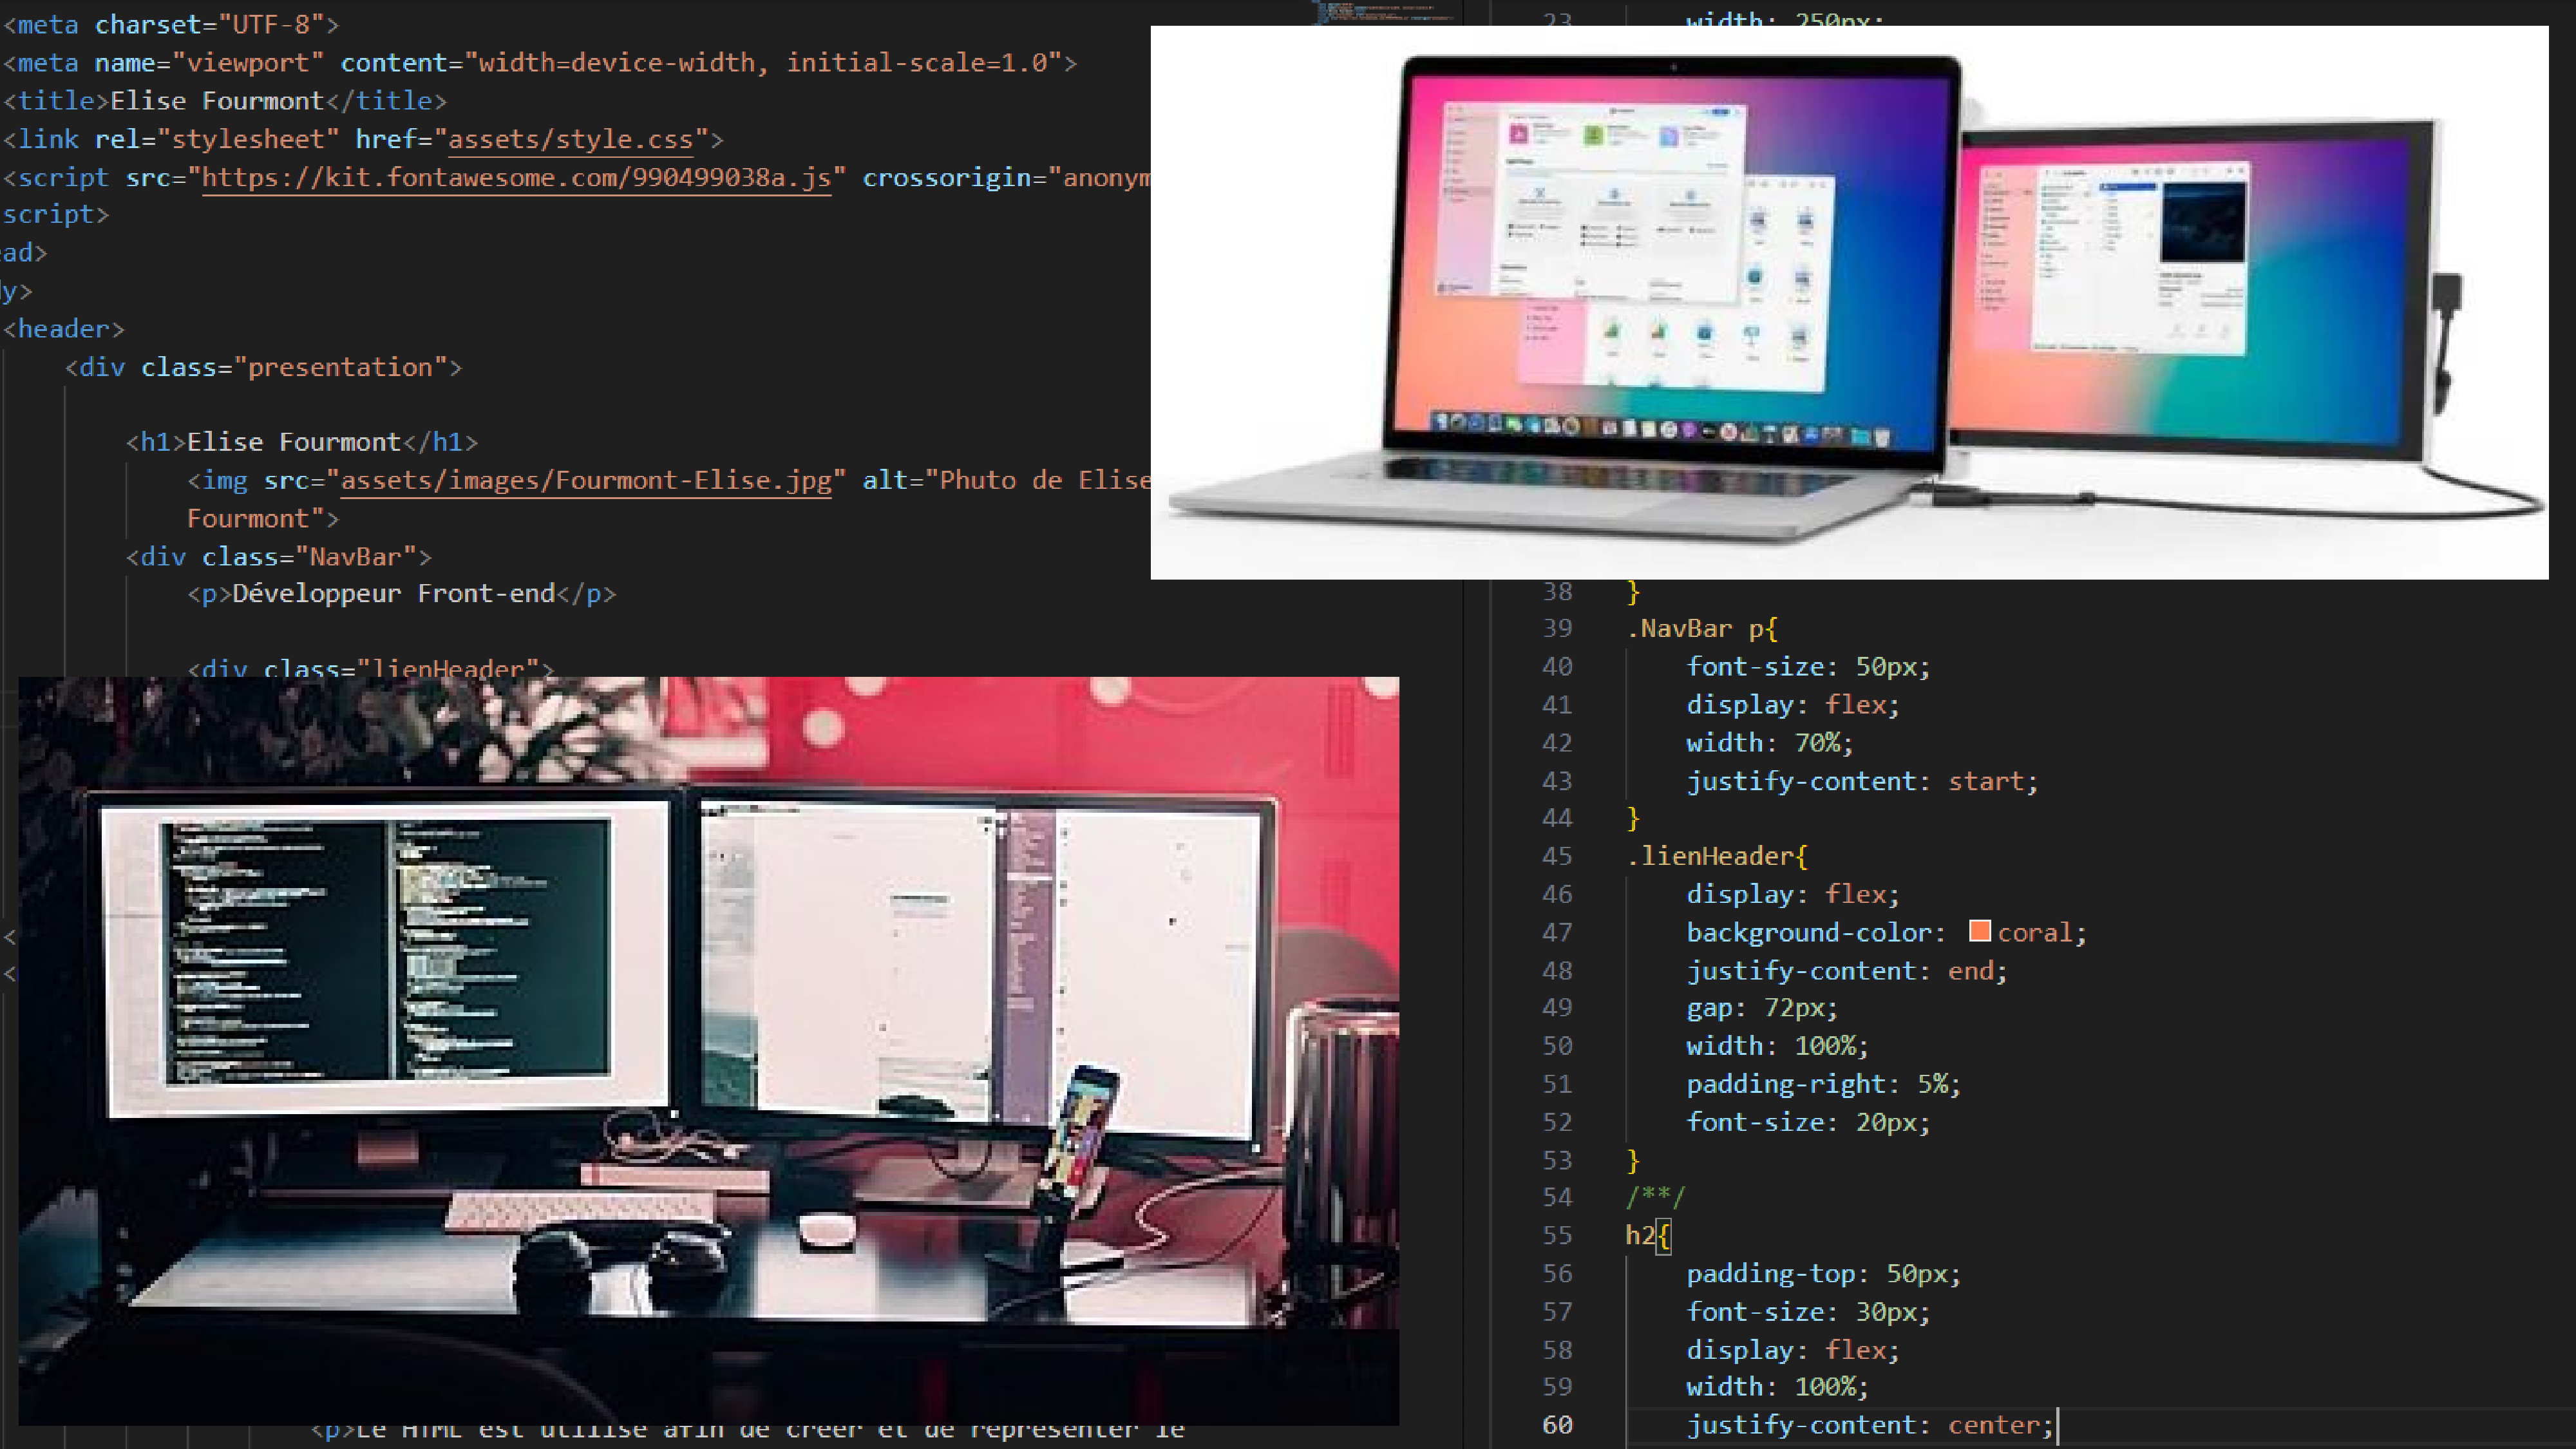 <meta charset="UTF-8">
<meta name="viewport" content="width=device-width, initial-scale=1.0">
<title>Elise Fourmont</title>
<link rel="stylesheet" href="assets/style.css">
<script src="https://kit.fontawesome.com/990499038a.js" crossorigin="anonym
script>
ead>
dy>
<header>
<div class="presentation">
<h1>Elise Fourmont</h1>
<img src="assets/images/Fourmont-Elise.jpg" alt="Phuto de Elise
Fourmont">
<div class="NavBar">
<p>Développeur Front-end</p>
<div class="lienHeader">
<
<
<p>Le HTML est utilisé afin de créer et de représenter le
23 width: 250px;
38 }
39 .NavBar p{
40 font-size: 50px;
41 display: flex;
42 width: 70%;
43 justify-content: start;
44 }
45 .lienHeader{
46 display: flex;
47 background-color: coral;
48 justify-content: end;
49 gap: 72px;
50 width: 100%;
51 padding-right: 5%;
52 font-size: 20px;
53 }
54 /**/
55 h2{
56 padding-top: 50px;
57 font-size: 30px;
58 display: flex;
59 width: 100%;
60 justify-content: center;